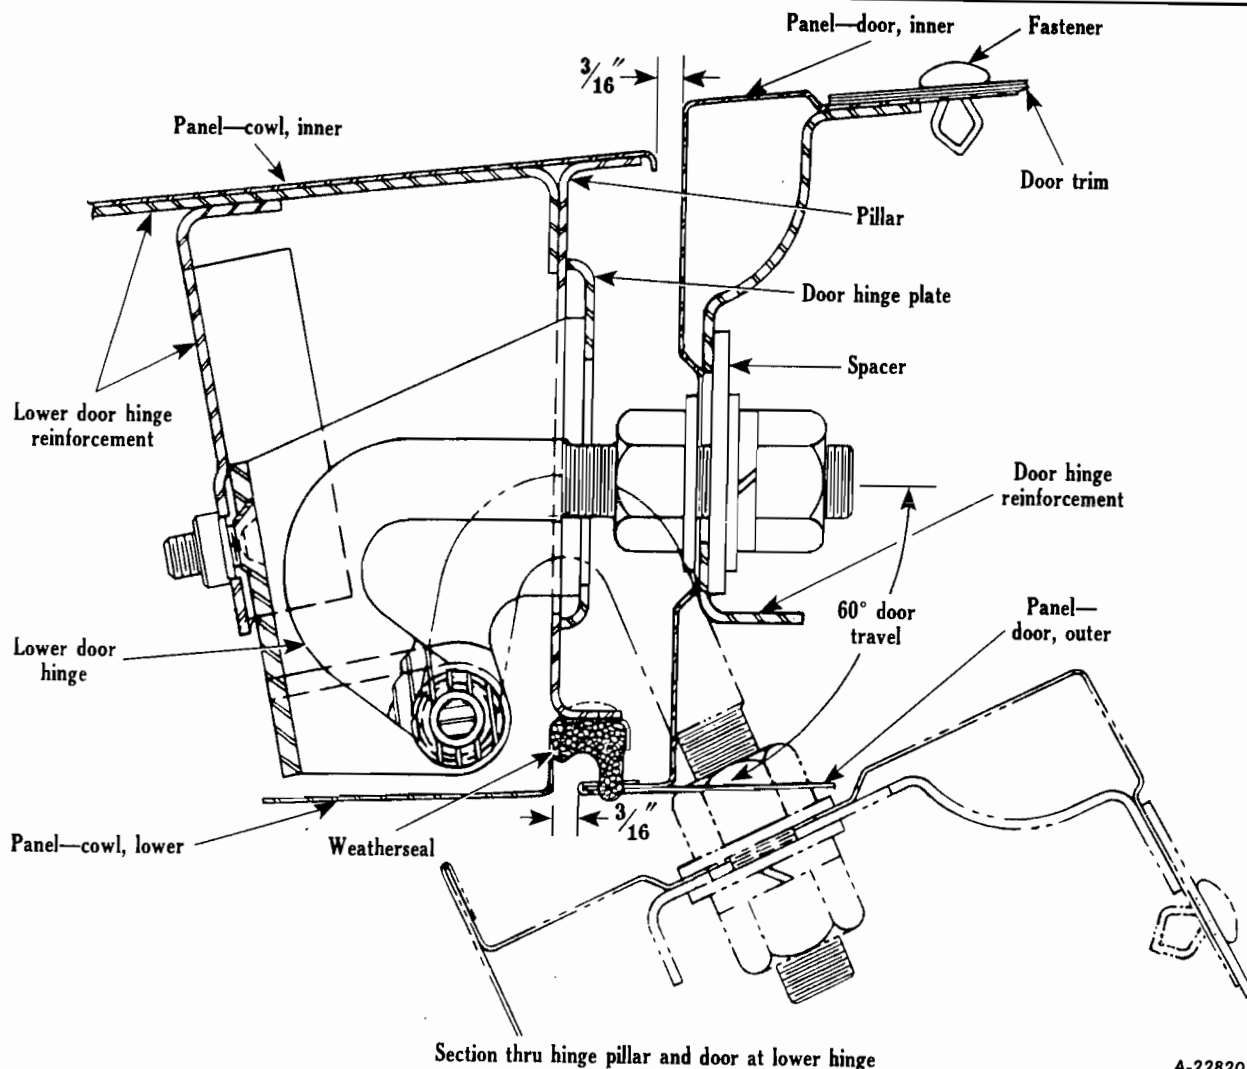 Panel—door, inner
Fastener
3/16"
Panel—cowl, inner
Door trim
Pillar
Door hinge plate
Spacer
Lower door hinge
reinforcement
Door hinge
reinforcement
60° door
travel
Panel—
door, outer
Lower door
hinge
3/16"
Panel—cowl, lower
Weatherseal
Section thru hinge pillar and door at lower hinge
A-22820